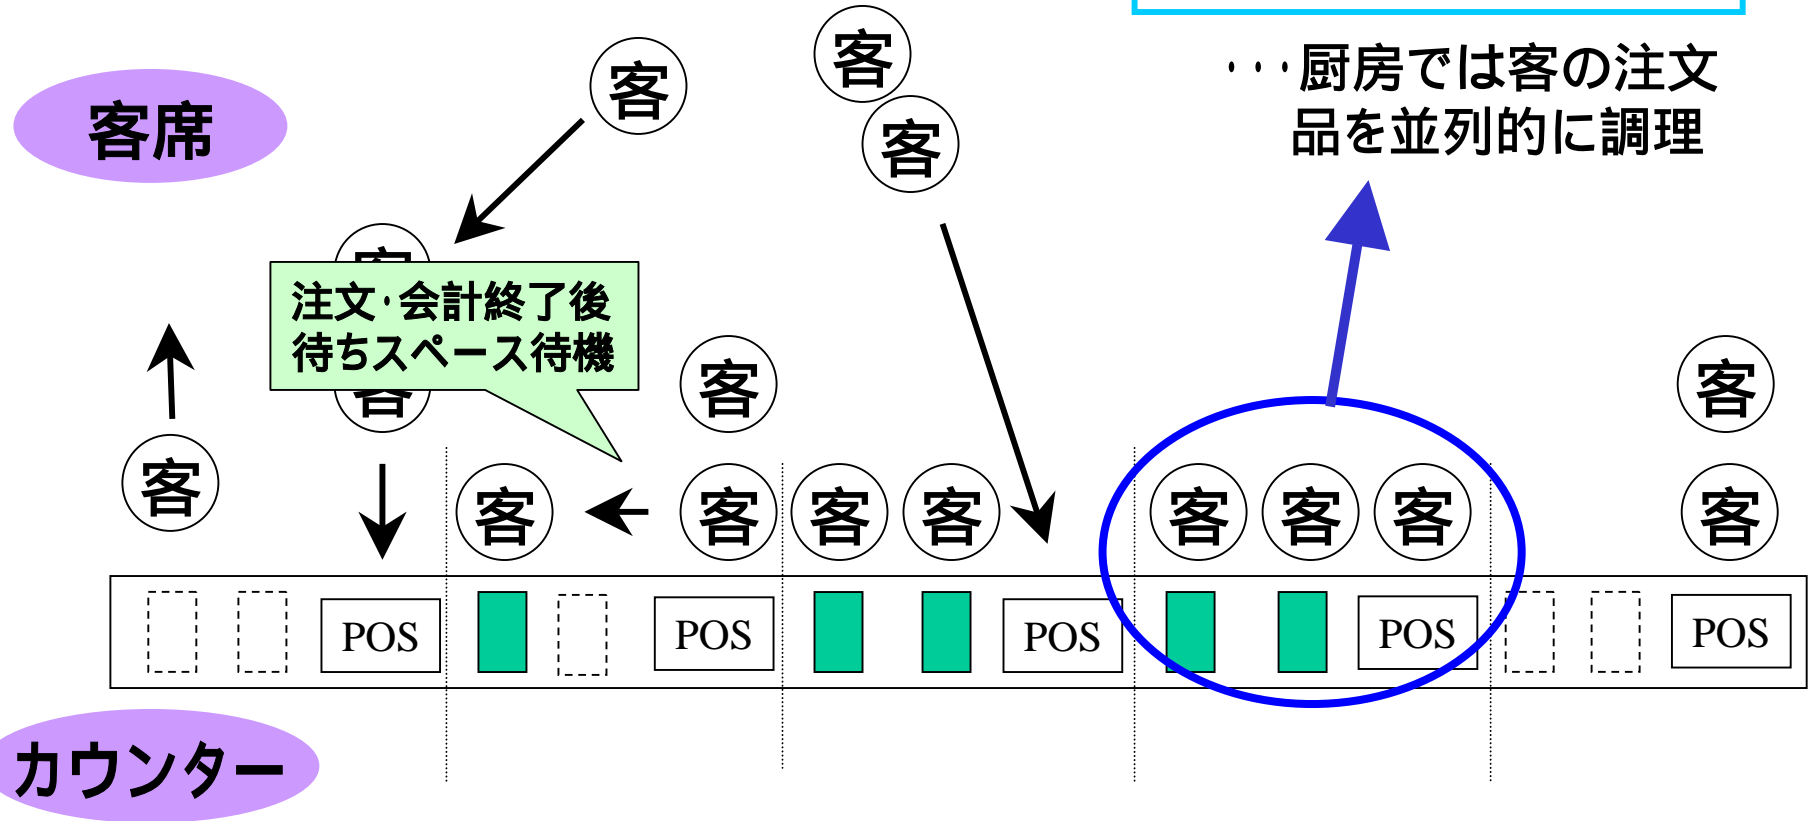 客
客
・・・厨房では客の注文
品を並列的に調理
客席
客
客
注文・会計終了後
待ちスペース待機
客
客
客
客
客
客
客
客
客
客
客
客
客
POS
POS
POS
POS
POS
カウンター